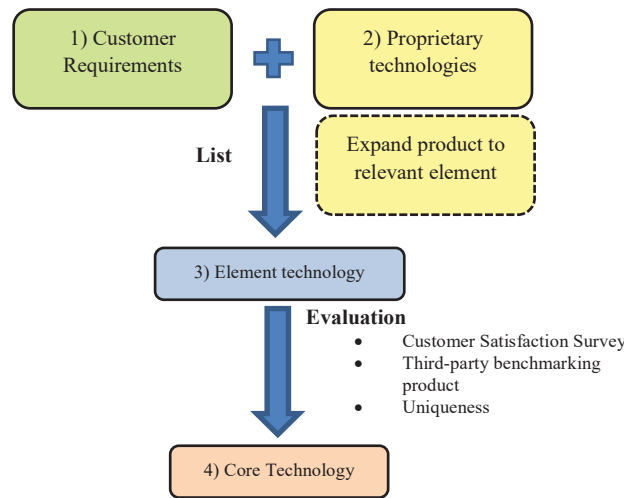 1) Customer
Requirements
2) Proprietary
technologies
List
Expand product to
relevant element
3) Element technology
Evaluation
• Customer Satisfaction Survey
• Third-party benchmarking
product
• Uniqueness
4) Core Technology